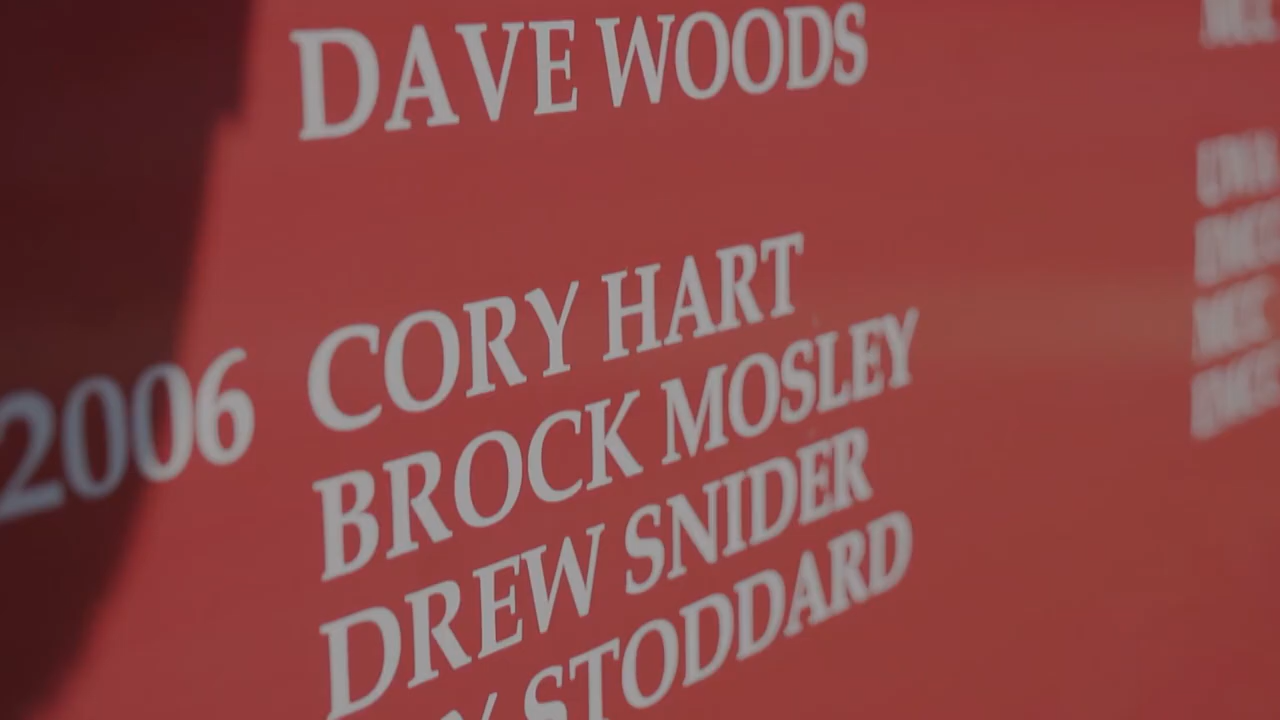 DAVE WOODS
2006 CORY HART
BROCK MOSLEY
DREW SNIDER
STODDARD